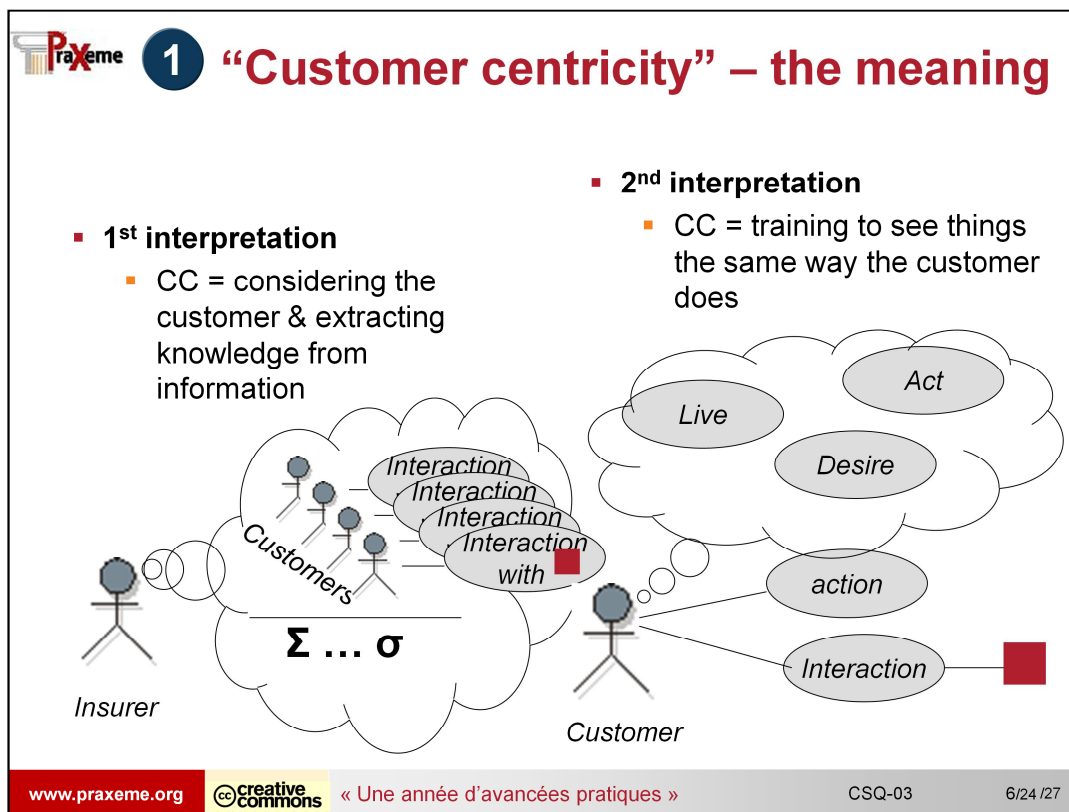 PraXeme
1
“Customer centricity” – the meaning
▪ 1st interpretation
▪ CC = considering the
customer & extracting
knowledge from
information
▪ 2nd interpretation
▪ CC = training to see things
the same way the customer
does
Interaction
Interaction
Interaction
Interaction
with
Customers
Σ ... σ
Insurer
Live
Act
Desire
action
Interaction
Customer
www.praxeme.org
cc creative commons
« Une année d’avancées pratiques »
CSQ-03
6/24 /27